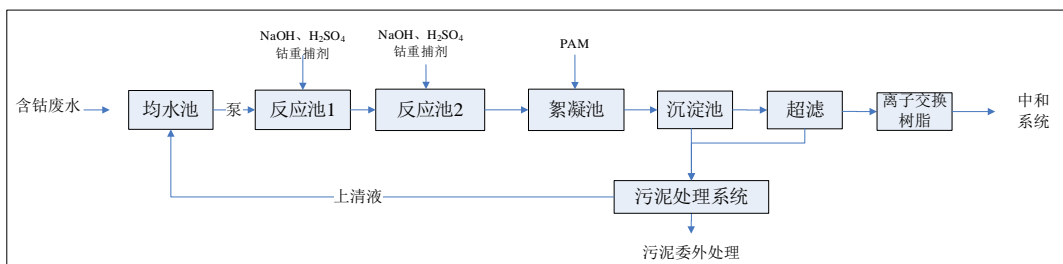 NaOH、H₂SO₄
钴重捕剂
NaOH、H₂SO₄
钴重捕剂
PAM
含钴废水
均水池
泵
反应池1
反应池2
絮凝池
沉淀池
超滤
离子交换
树脂
中和
系统
上清液
污泥处理系统
污泥委外处理